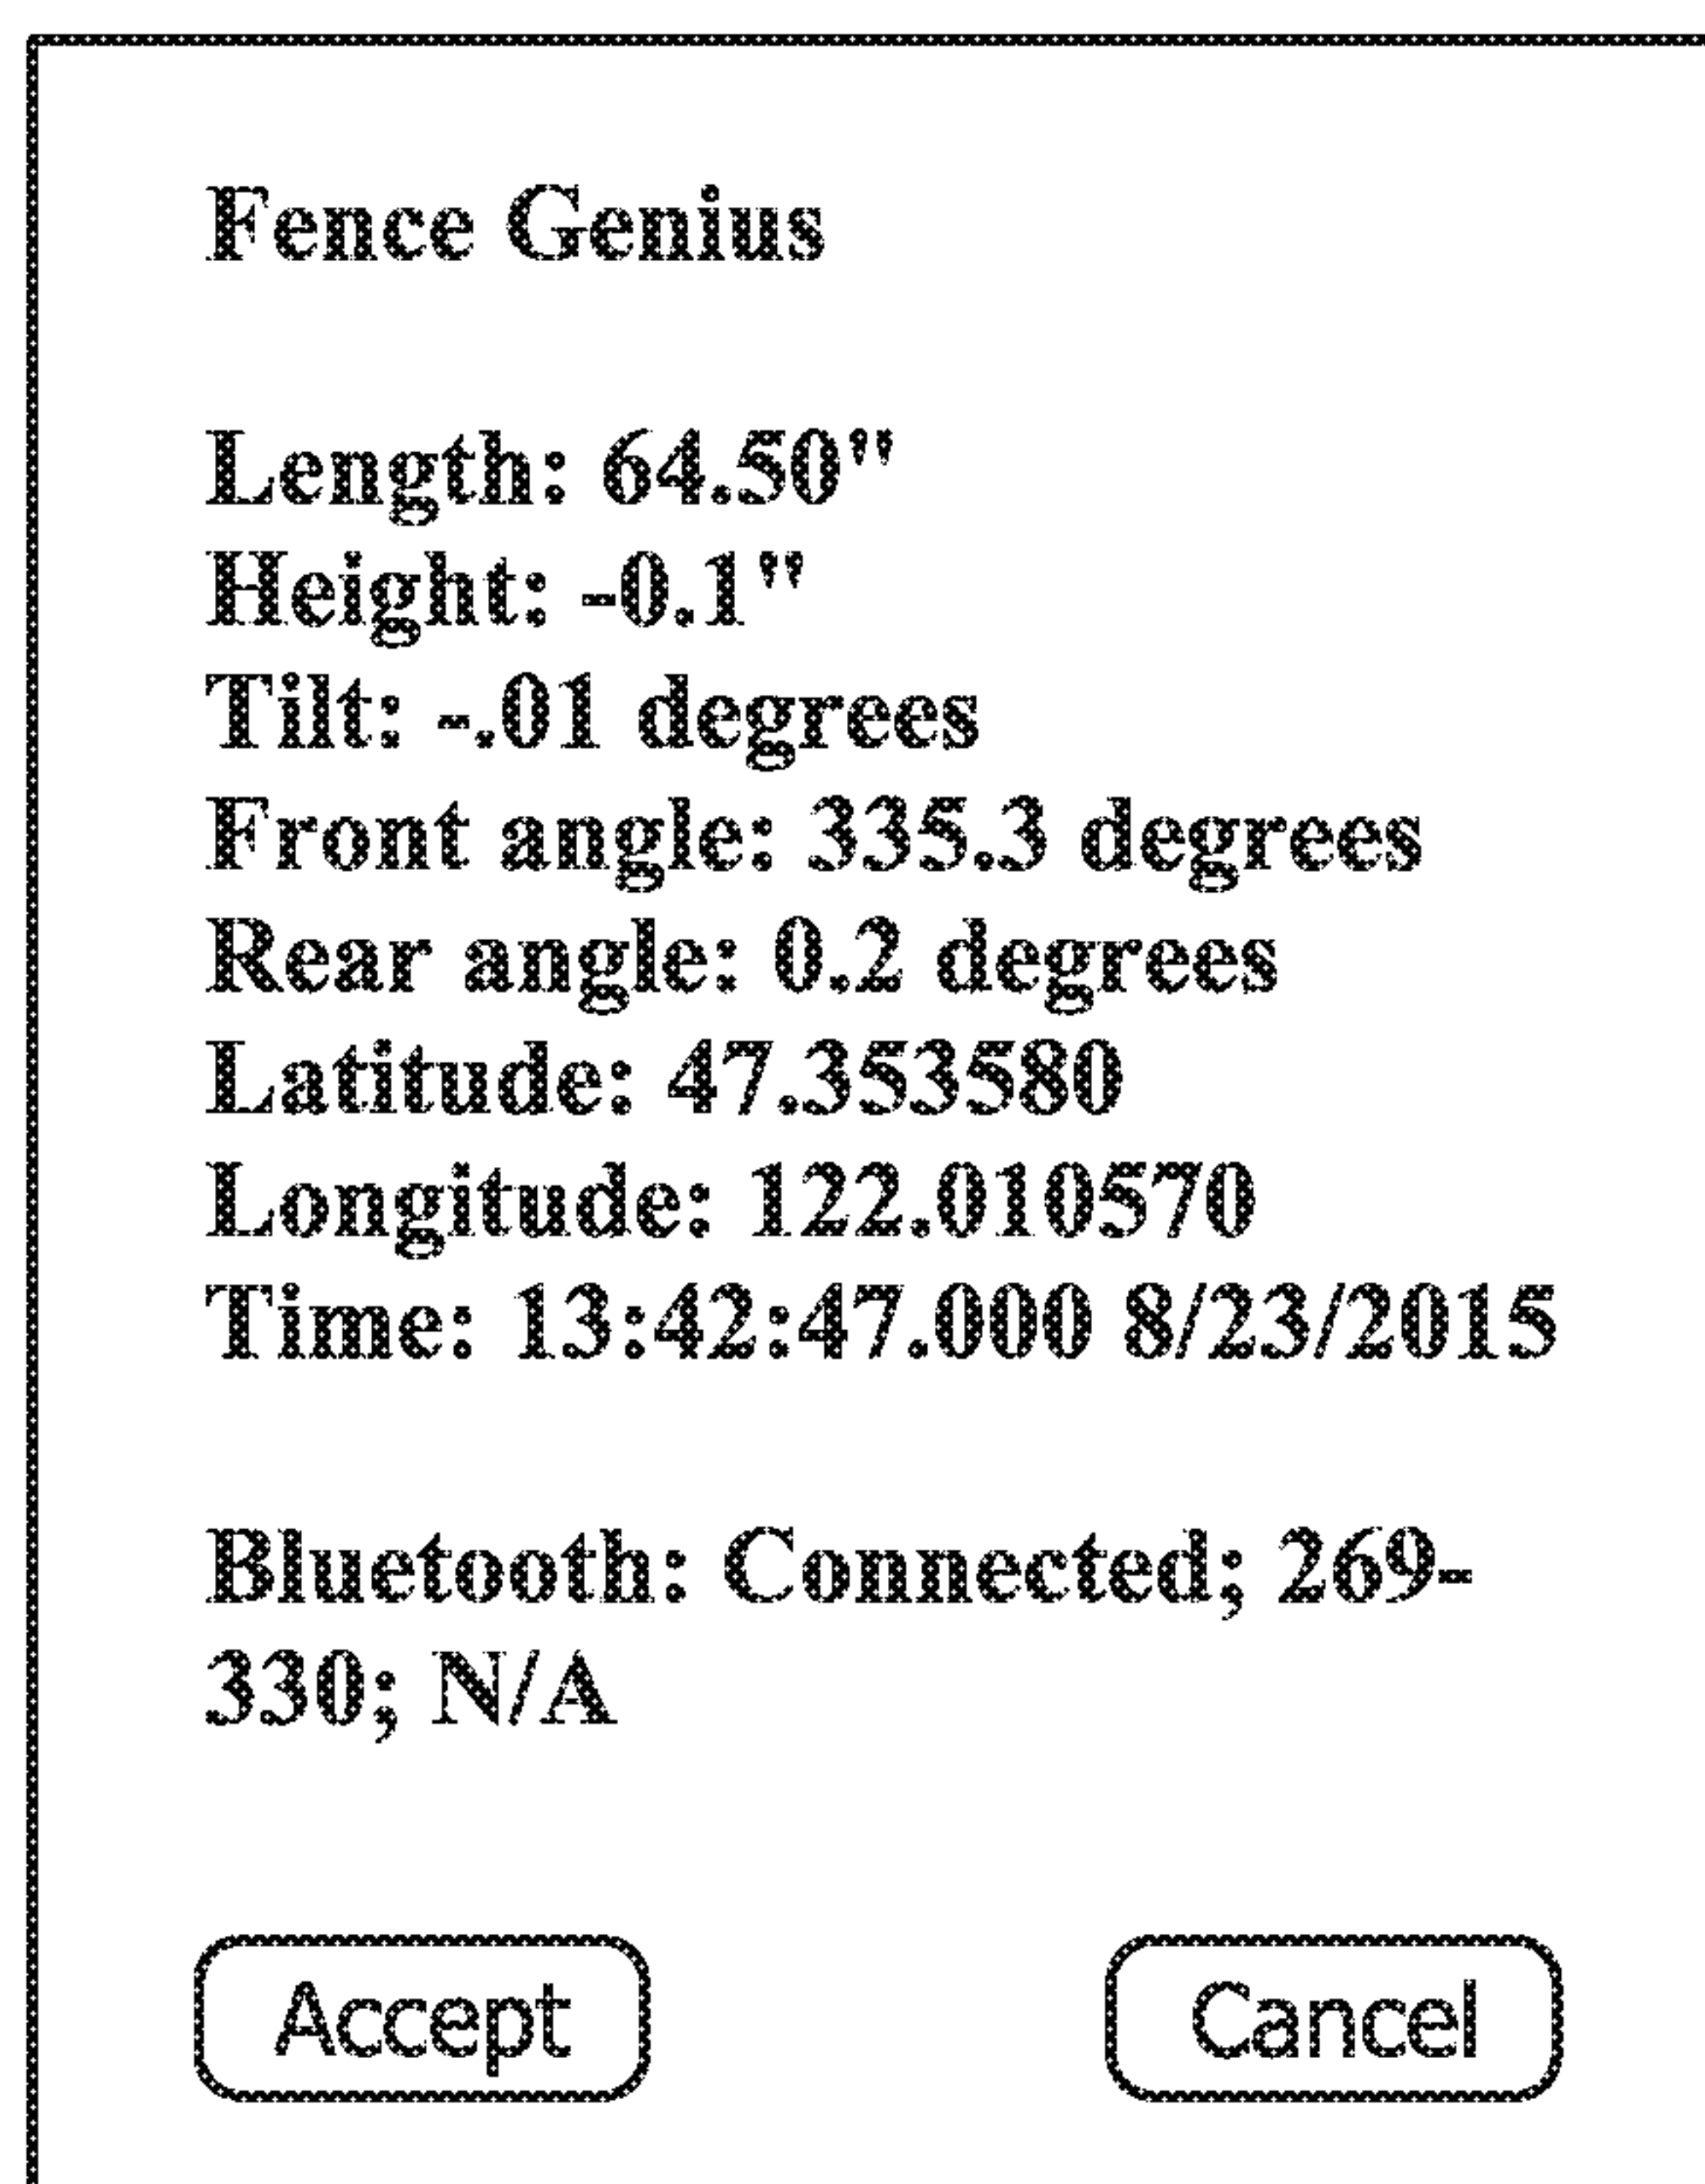 Fence Genius
Length: 64.50"
Height: -0.1"
Tilt: -.01 degrees
Front angle: 335.3 degrees
Rear angle: 0.2 degrees
Latitude: 47.353580
Longitude: 122.010570
Time: 13:42:47.000 8/23/2015
Bluetooth: Connected; 269-
330; N/A
Accept Cancel